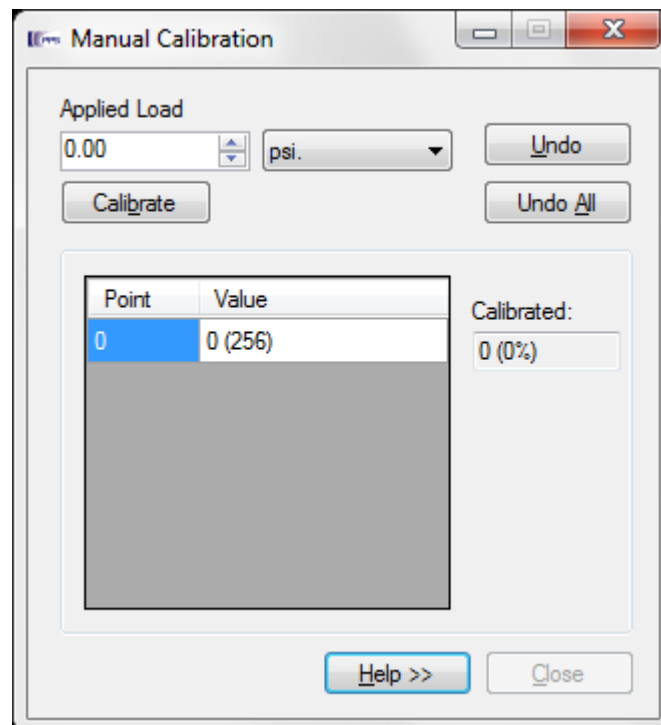 Manual Calibration
Applied Load
0.00 psi. Undo
Calibrate Undo All
Point Value
0 0 (256)
Calibrated:
0 (0%)
Help >> Close